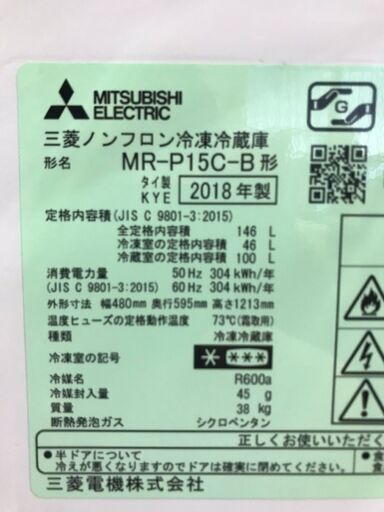 MITSUBISHI
ELECTRIC
G
三菱ノンフロン冷凍冷蔵庫
形名 MR-P15C-B形
タイ製
KYE 2018年製
定格内容積(JIS C 9801-3:2015)
全定格内容積 146 L
冷凍室の定格内容積 46 L
冷蔵室の定格内容積 100 L
消費電力量 50Hz 304 kWh/年
(JIS C 9801-3:2015) 60Hz 304 kWh/年
外形寸法 幅480mm 奥行595mm 高さ1213mm
温度ヒューズの定格動作温度 73℃(霜取用)
種類 冷凍冷蔵庫
冷凍室の記号
冷媒名 R600a
冷媒封入量 45 g
質量 38 kg
断熱発泡ガス シクロペンタン
正しくお使いいただく
●半ドアについて
冷えが悪くなりますのでドアは確実に閉めてください。
三菱電機株式会社